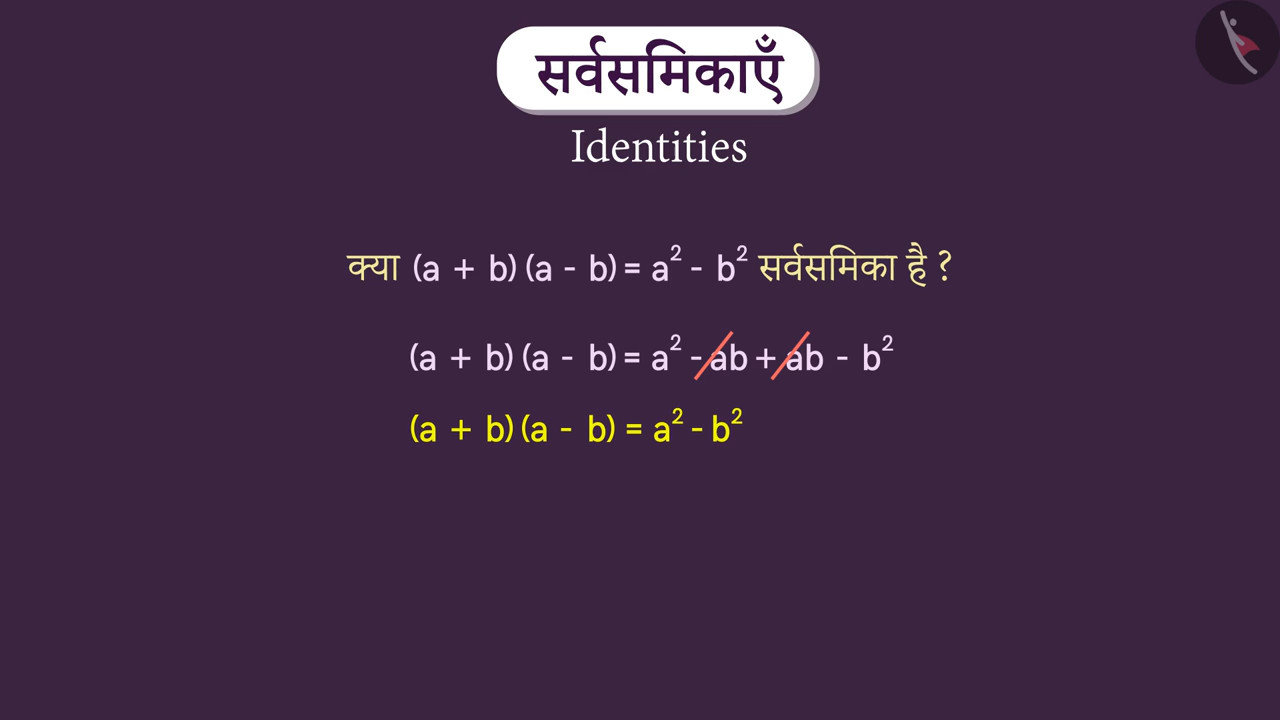 सर्वसमिकाएँ
Identities
क्या (a + b) (a - b) = a² - b² सर्वसमिका है ?
(a + b) (a - b) = a² - ab + ab - b²
(a + b) (a - b) = a² - b²